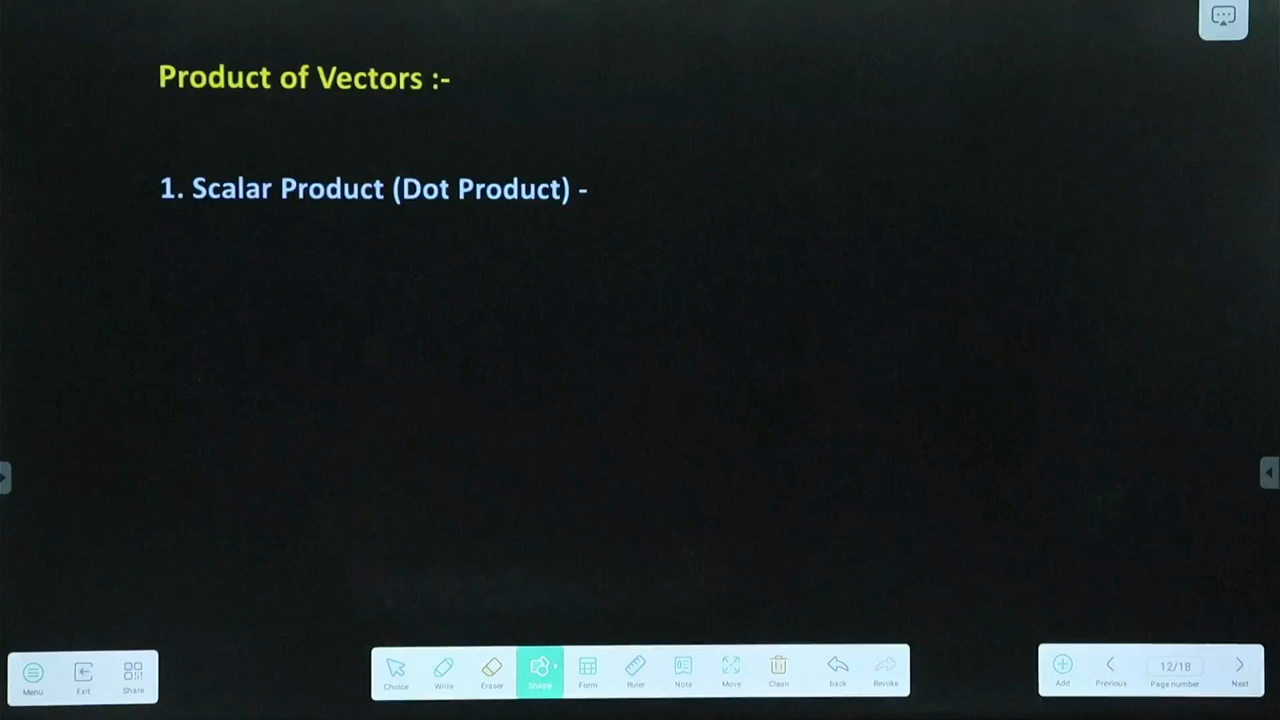 Product of Vectors :-
1. Scalar Product (Dot Product) -
Menu Exit Share
Choice Write Eraser Shape Form Ruler Note Move Clean back Revoke
Add Previous 12/18 Page number Next